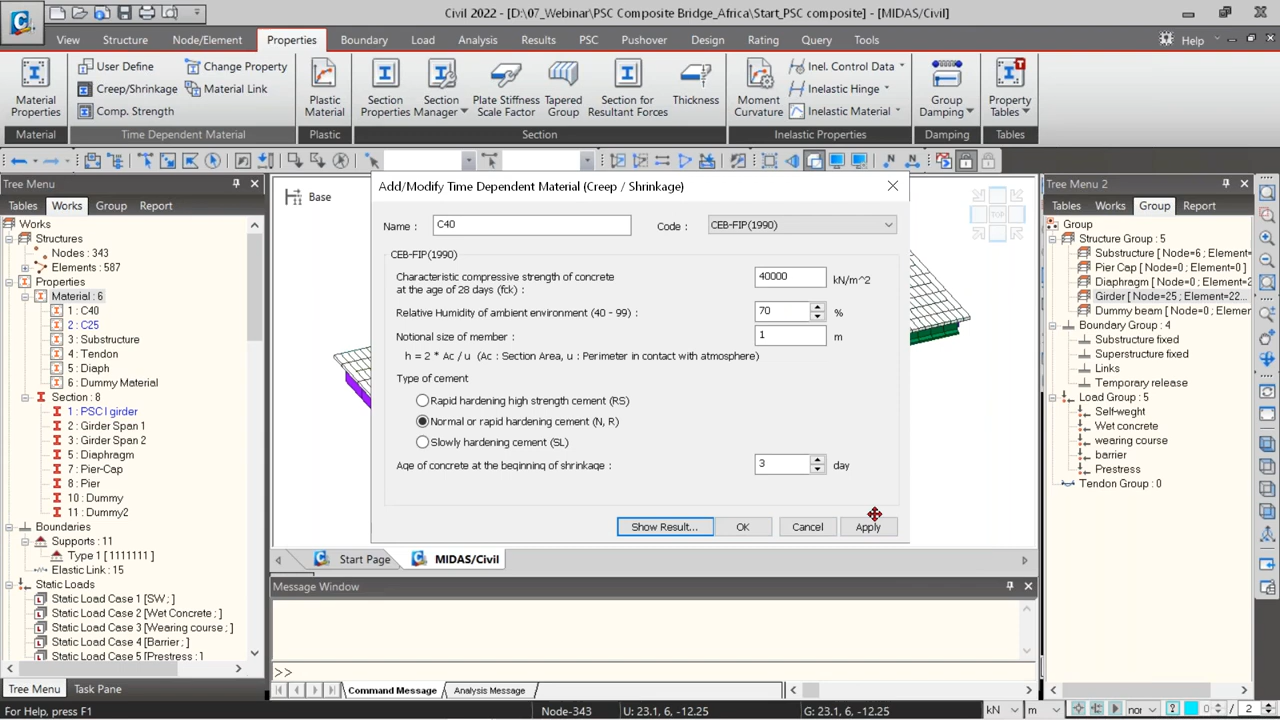 Civil 2022 - [D:\07_Webinar\PSC Composite Bridge_Africa\Start_PSC composite] - [MIDAS/Civil]
View Structure Node/Element Properties Boundary Load Analysis Results PSC Pushover Design Rating Query Tools Help
Material Properties
User Define
Creep/Shrinkage
Comp. Strength
Change Property
Material Link
Plastic Material
Section Properties
Section Manager
Plate Stiffness Scale Factor
Tapered Group
Section for Resultant Forces
Thickness
Moment Curvature
Inel. Control Data
Inelastic Hinge
Inelastic Material
Group Damping
Property Tables
Material Time Dependent Material Plastic Section Inelastic Properties Damping Tables
Tree Menu
Tables Works Group Report
Works
Structures
Nodes : 343
Elements : 587
Properties
Material : 6
1 : C40
2 : C25
3 : Substructure
4 : Tendon
5 : Diaph
6 : Dummy Material
Section : 8
1 : PSC I girder
2 : Girder Span 1
3 : Girder Span 2
5 : Diaphragm
7 : Pier-Cap
8 : Pier
10 : Dummy
11 : Dummy2
Boundaries
Supports : 11
Type 1 [1111111]
Elastic Link : 15
Static Loads
Static Load Case 1 [SW ; ]
Static Load Case 2 [Wet Concrete ; ]
Static Load Case 3 [Wearing course ; ]
Static Load Case 4 [Barrier ; ]
Static Load Case 5 [Prestress ; ]
Tree Menu Task Pane
Base
TOP
Add/Modify Time Dependent Material (Creep / Shrinkage)
Name : C40 Code : CEB-FIP(1990)
CEB-FIP(1990)
Characteristic compressive strength of concrete
at the age of 28 days (fck) : 40000 kN/m^2
Relative Humidity of ambient environment (40 - 99) : 70 %
Notional size of member : 1 m
h = 2 * Ac / u (Ac : Section Area, u : Perimeter in contact with atmosphere)
Type of cement
Rapid hardening high strength cement (RS)
Normal or rapid hardening cement (N, R)
Slowly hardening cement (SL)
Age of concrete at the beginning of shrinkage : 3 day
Show Result... OK Cancel Apply
Start Page MIDAS/Civil
Message Window
>>
Command Message Analysis Message
Tree Menu 2
Tables Works Group Report
Group
Structure Group : 5
Substructure [ Node=6 ; Element
Pier Cap [ Node=0 ; Element=0 ]
Diaphragm [ Node=0 ; Element=
Girder [ Node=25 ; Element=22...
Dummy beam [ Node=0 ; Eleme
Boundary Group : 4
Substructure fixed
Superstructure fixed
Links
Temporary release
Load Group : 5
Self-weght
Wet concrete
wearing course
barrier
Prestress
Tendon Group : 0
For Help, press F1 Node-343 U: 23.1, 6, -12.25 G: 23.1, 6, -12.25 kN m nor 0 / 2